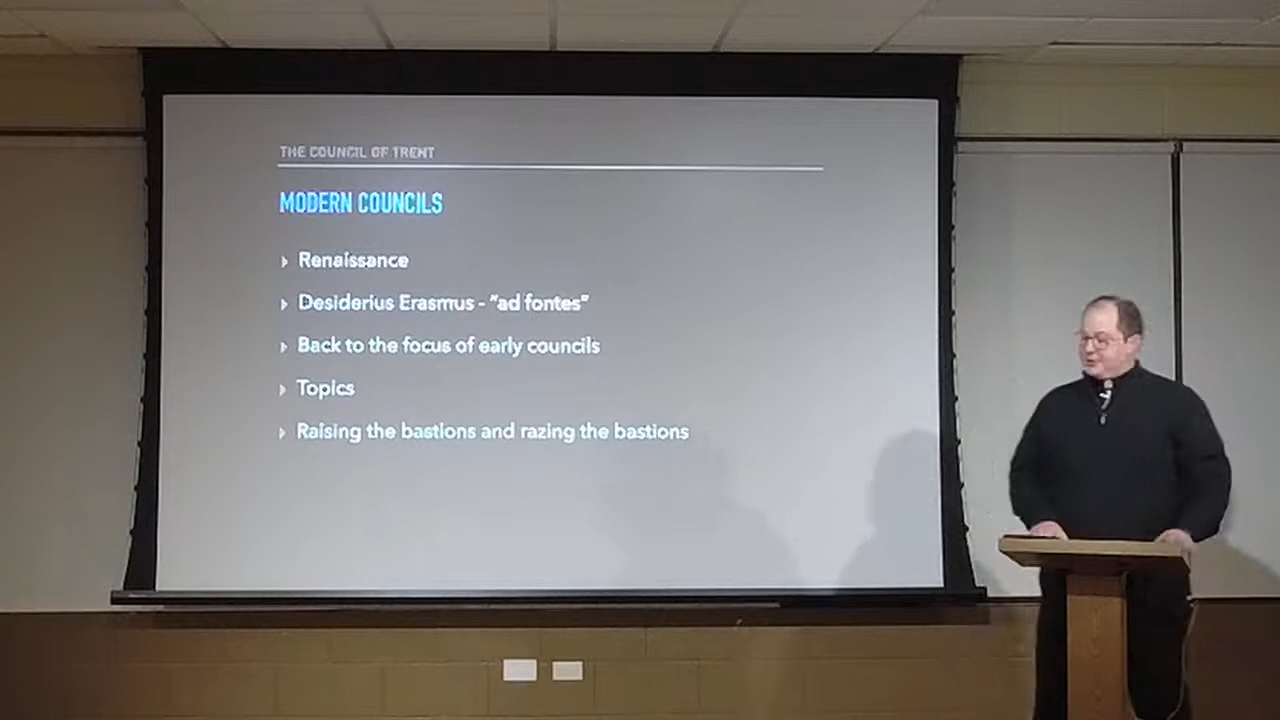 THE COUNCIL OF TRENT
MODERN COUNCILS
Renaissance
Desiderius Erasmus - "ad fontes"
Back to the focus of early councils
Topics
Raising the bastions and razing the bastions